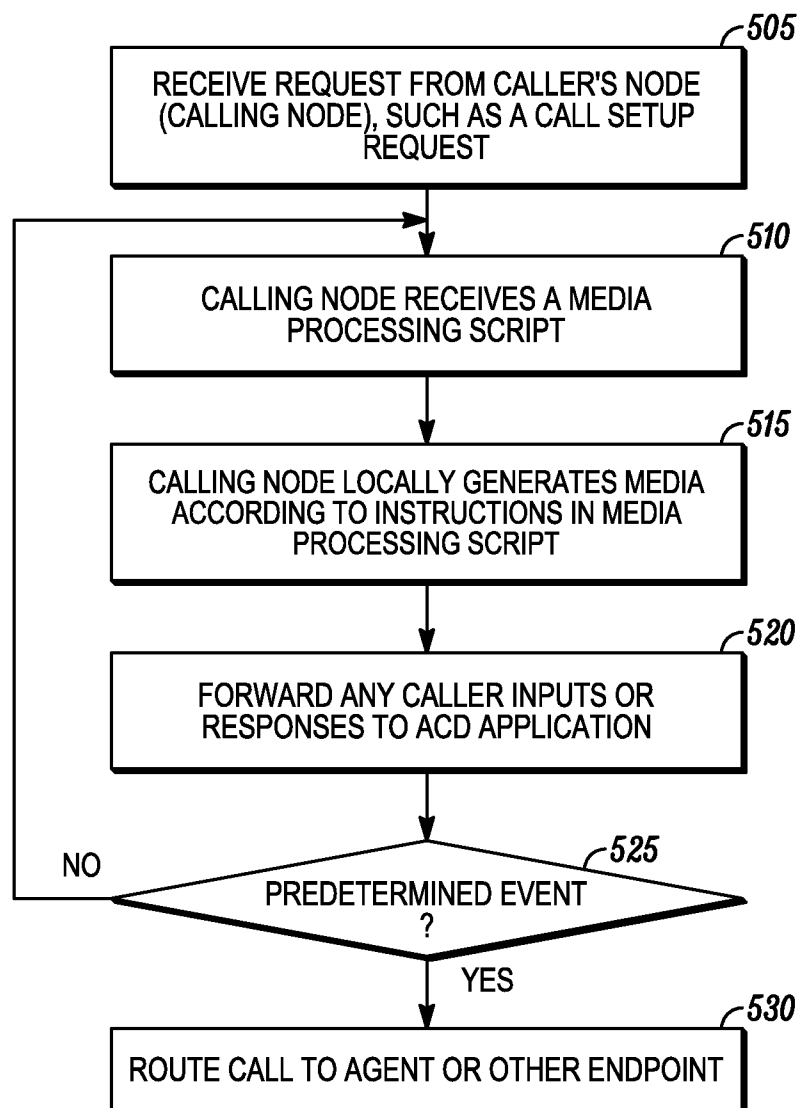 505
RECEIVE REQUEST FROM CALLER'S NODE
(CALLING NODE), SUCH AS A CALL SETUP
REQUEST
510
CALLING NODE RECEIVES A MEDIA
PROCESSING SCRIPT
515
CALLING NODE LOCALLY GENERATES MEDIA
ACCORDING TO INSTRUCTIONS IN MEDIA
PROCESSING SCRIPT
520
FORWARD ANY CALLER INPUTS OR
RESPONSES TO ACD APPLICATION
525
NO
PREDETERMINED EVENT
?
YES
530
ROUTE CALL TO AGENT OR OTHER ENDPOINT